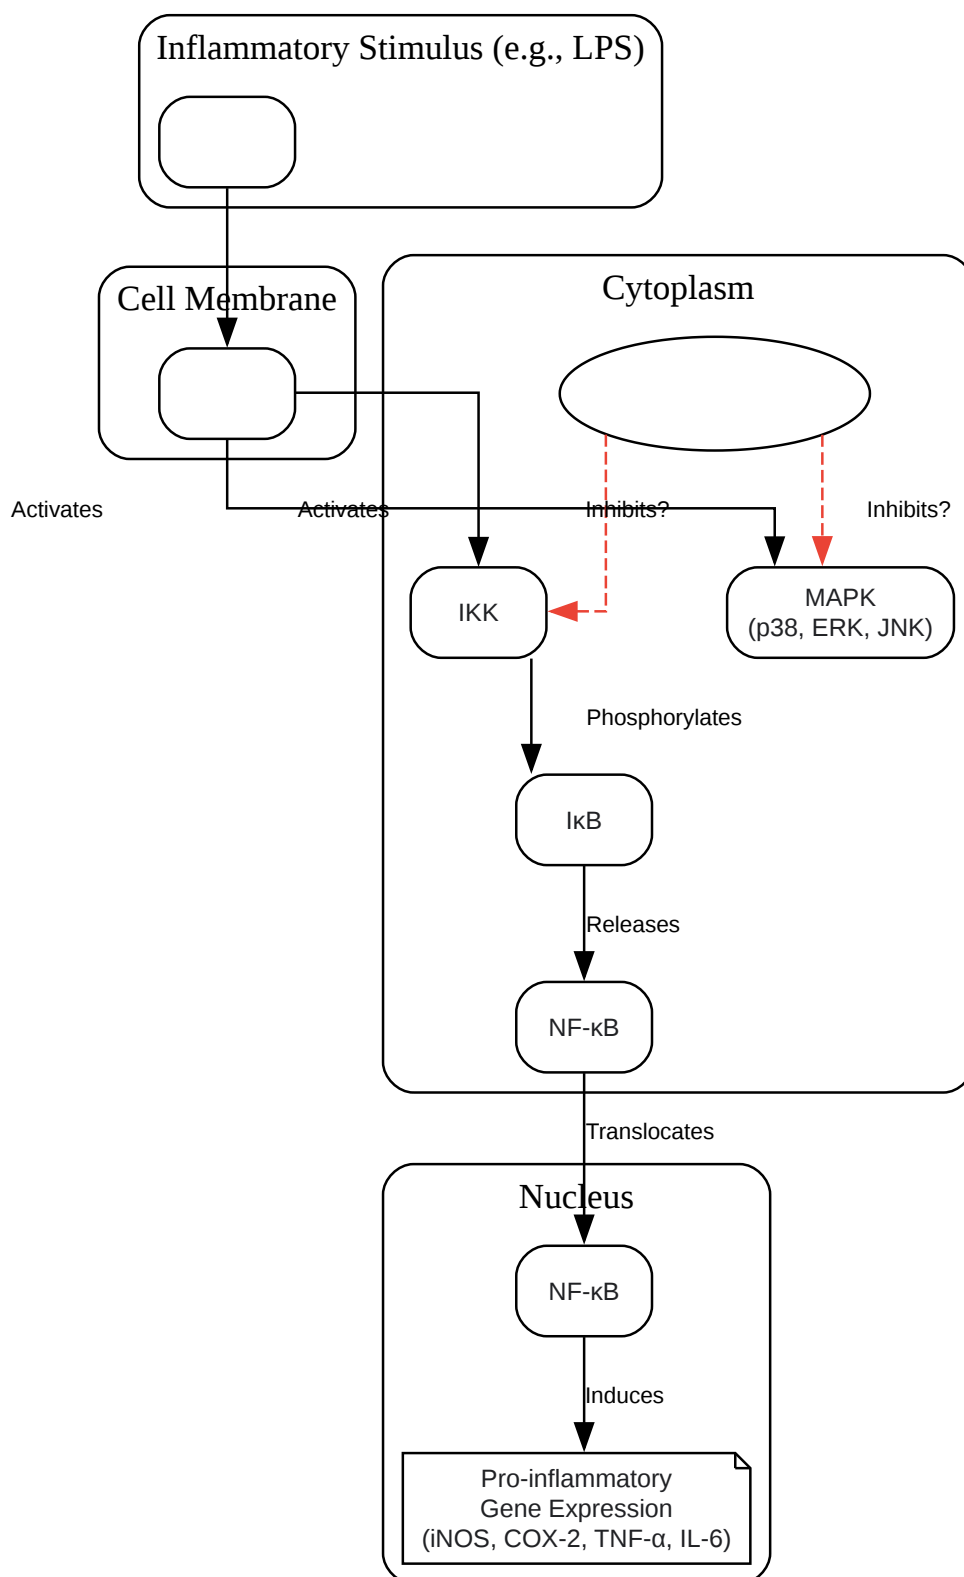 Inflammatory Stimulus (e.g., LPS)
Cell Membrane
Cytoplasm
Activates
Activates
Inhibits?
Inhibits?
IKK
MAPK
(p38, ERK, JNK)
Phosphorylates
IκB
Releases
NF-κB
Translocates
Nucleus
NF-κB
Induces
Pro-inflammatory
Gene Expression
(iNOS, COX-2, TNF-α, IL-6)